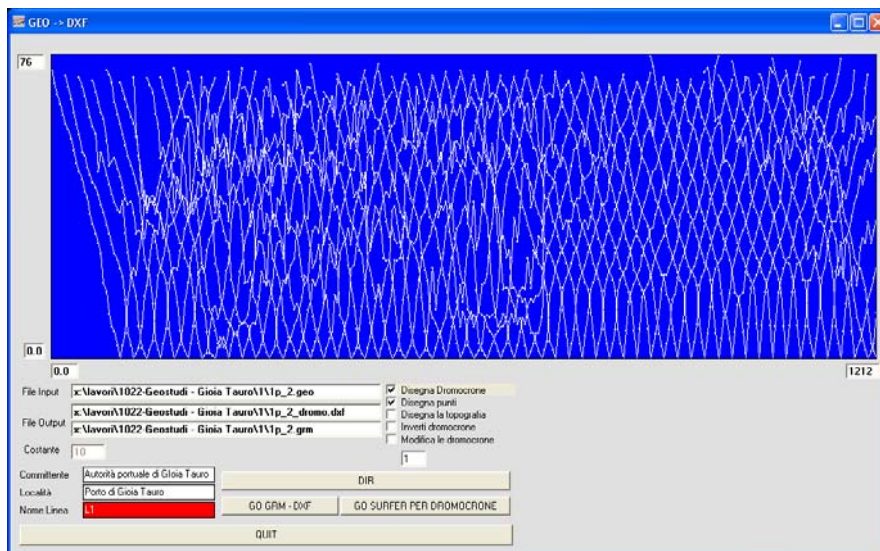 GEO -> DXF
76
0.0
0.0
1212
File Input x:\lavori\1022-Geostudi - Gioia Tauro\1\1p_2.geo
File Output x:\lavori\1022-Geostudi - Gioia Tauro\1\1p_2_dromo.dxf
x:\lavori\1022-Geostudi - Gioia Tauro\1\1p_2.grm
Costante 10
Disegna Dromocrone
Disegna punti
Disegna la topografia
Inverti dromocrone
Modifica le dromocrone
1
Committente Autorità portuale di GIoia Tauro
Località Porto di Gioia Tauro
Nome Linea L1
DIR
GO GRM - DXF
GO SURFER PER DROMOCRONE
QUIT